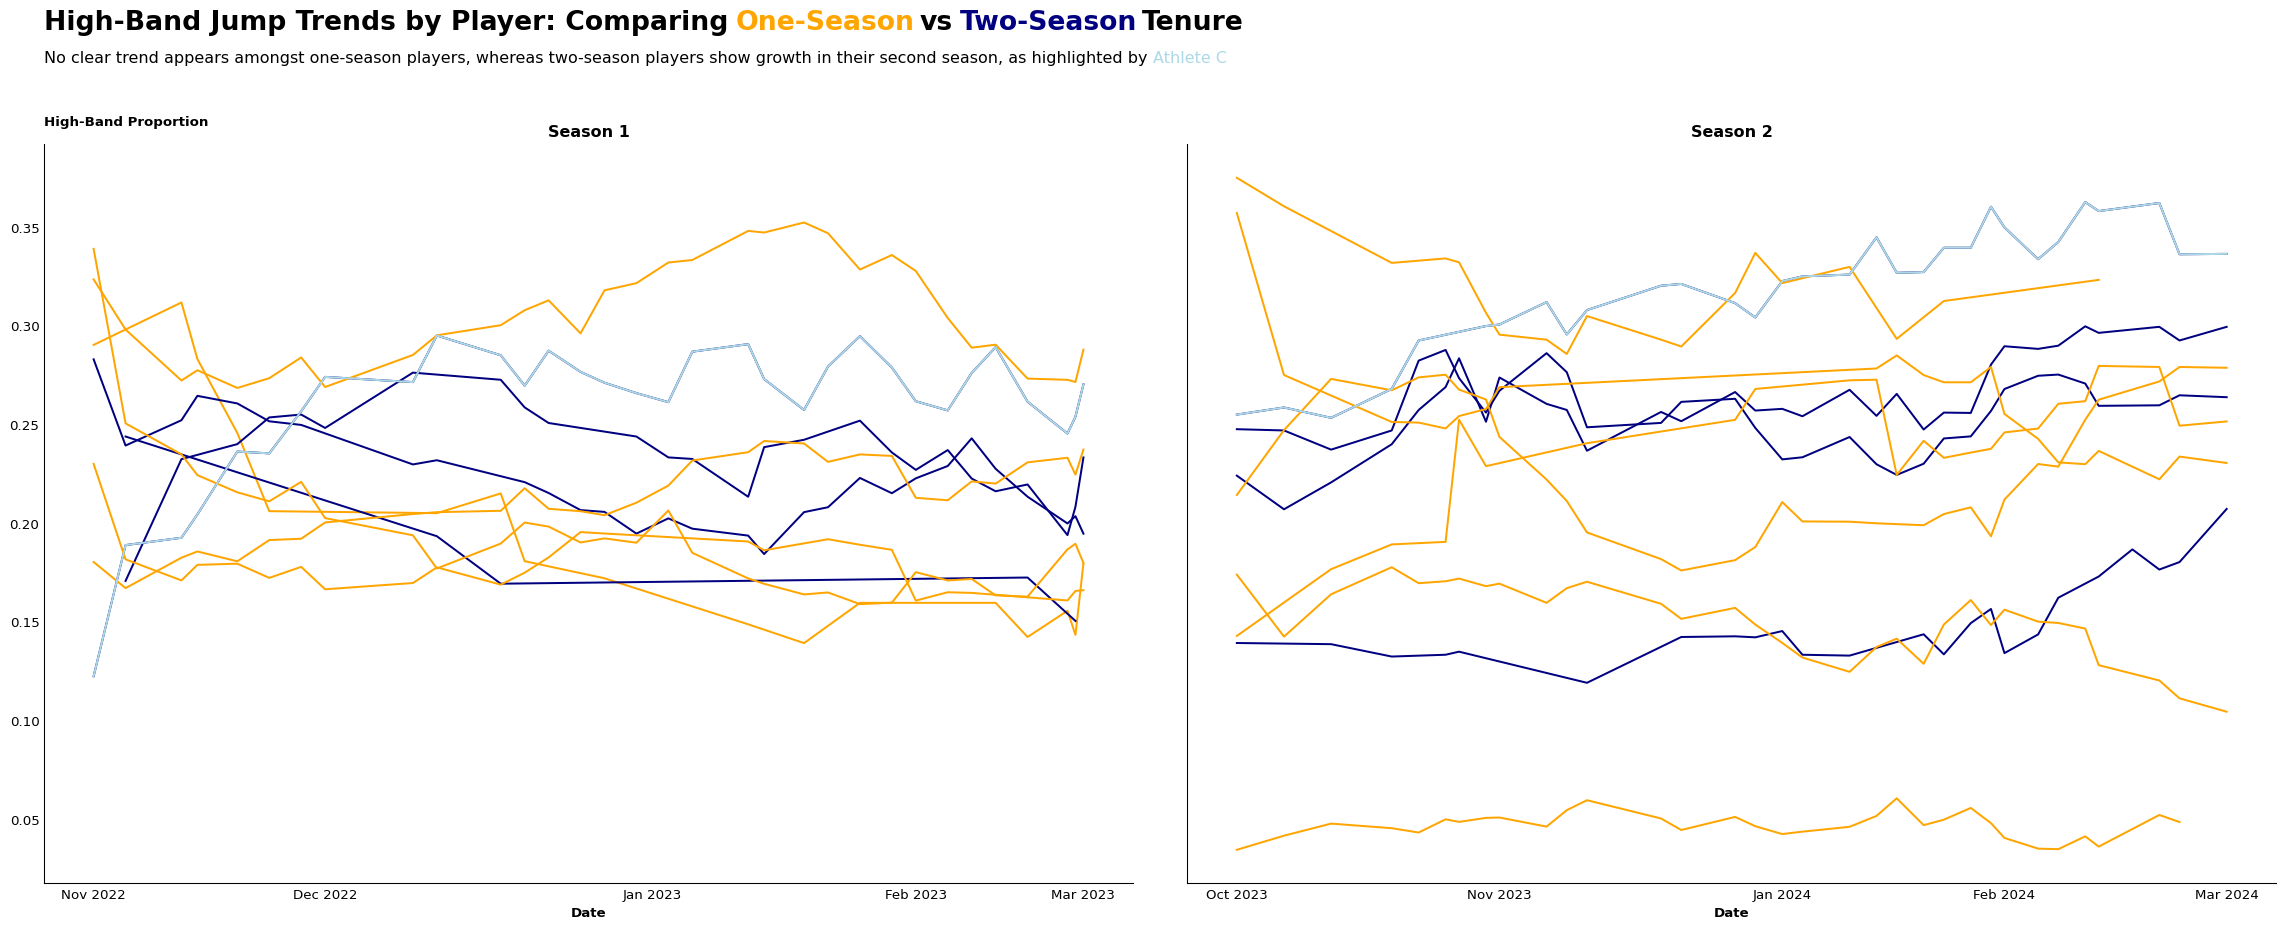 High-Band Jump Trends by Player: Comparing One-Season vs Two-Season Tenure
No clear trend appears amongst one-season players, whereas two-season players show growth in their second season, as highlighted by Athlete C
High-Band Proportion
Season 1
Season 2
0.35
0.30
0.25
0.20
0.15
0.10
0.05
Nov 2022 Dec 2022 Jan 2023 Feb 2023 Mar 2023
Oct 2023 Nov 2023 Jan 2024 Feb 2024 Mar 2024
Date
Date